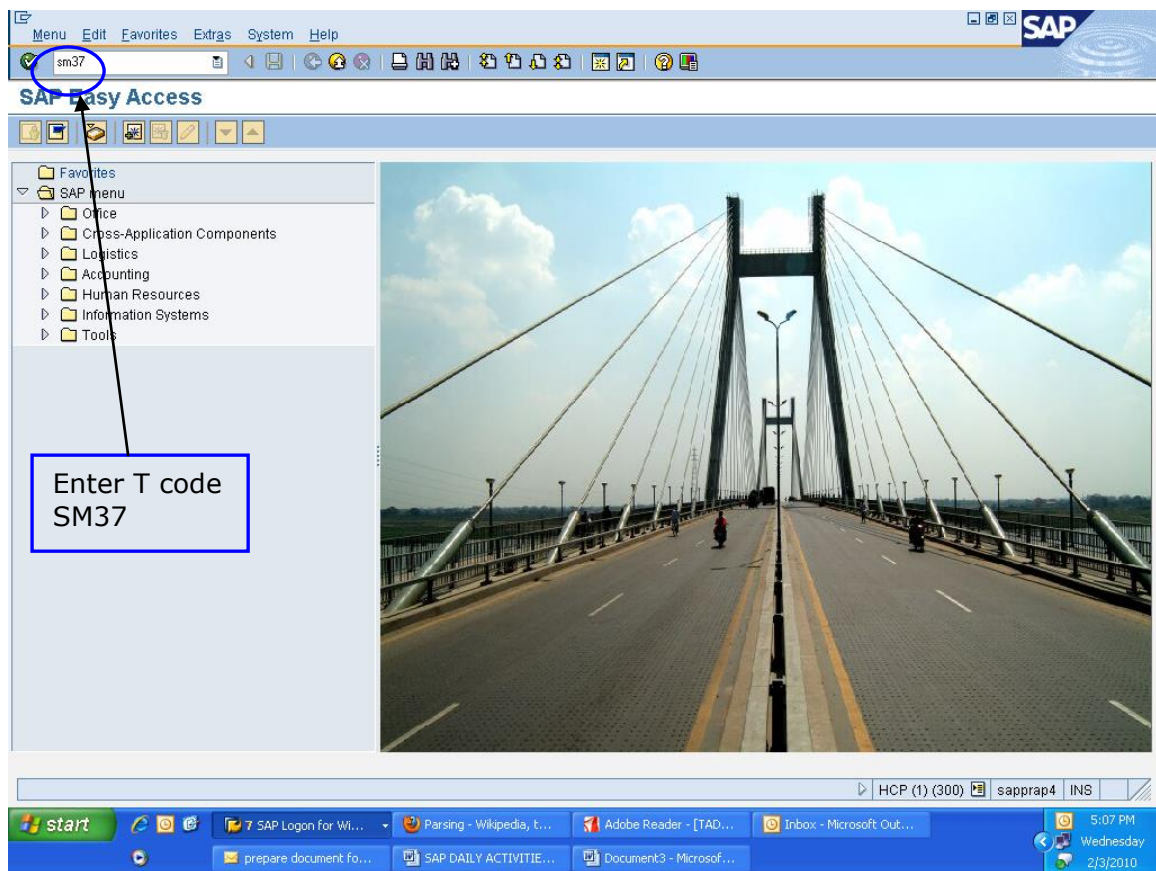 Menu Edit Favorites Extras System Help
SAP
sm37
SAP Easy Access
Favorites
SAP menu
Office
Cross-Application Components
Logistics
Accounting
Human Resources
Information Systems
Tools
Enter T code
SM37
HCP (1) (300) sapprap4 INS
start 7 SAP Logon for Wi... Parsing - Wikipedia, t... Adobe Reader - [TAD... Inbox - Microsoft Out... 5:07 PM
Wednesday
prepare document fo... SAP DAILY ACTIVITIE... Document3 - Microsof... 2/3/2010